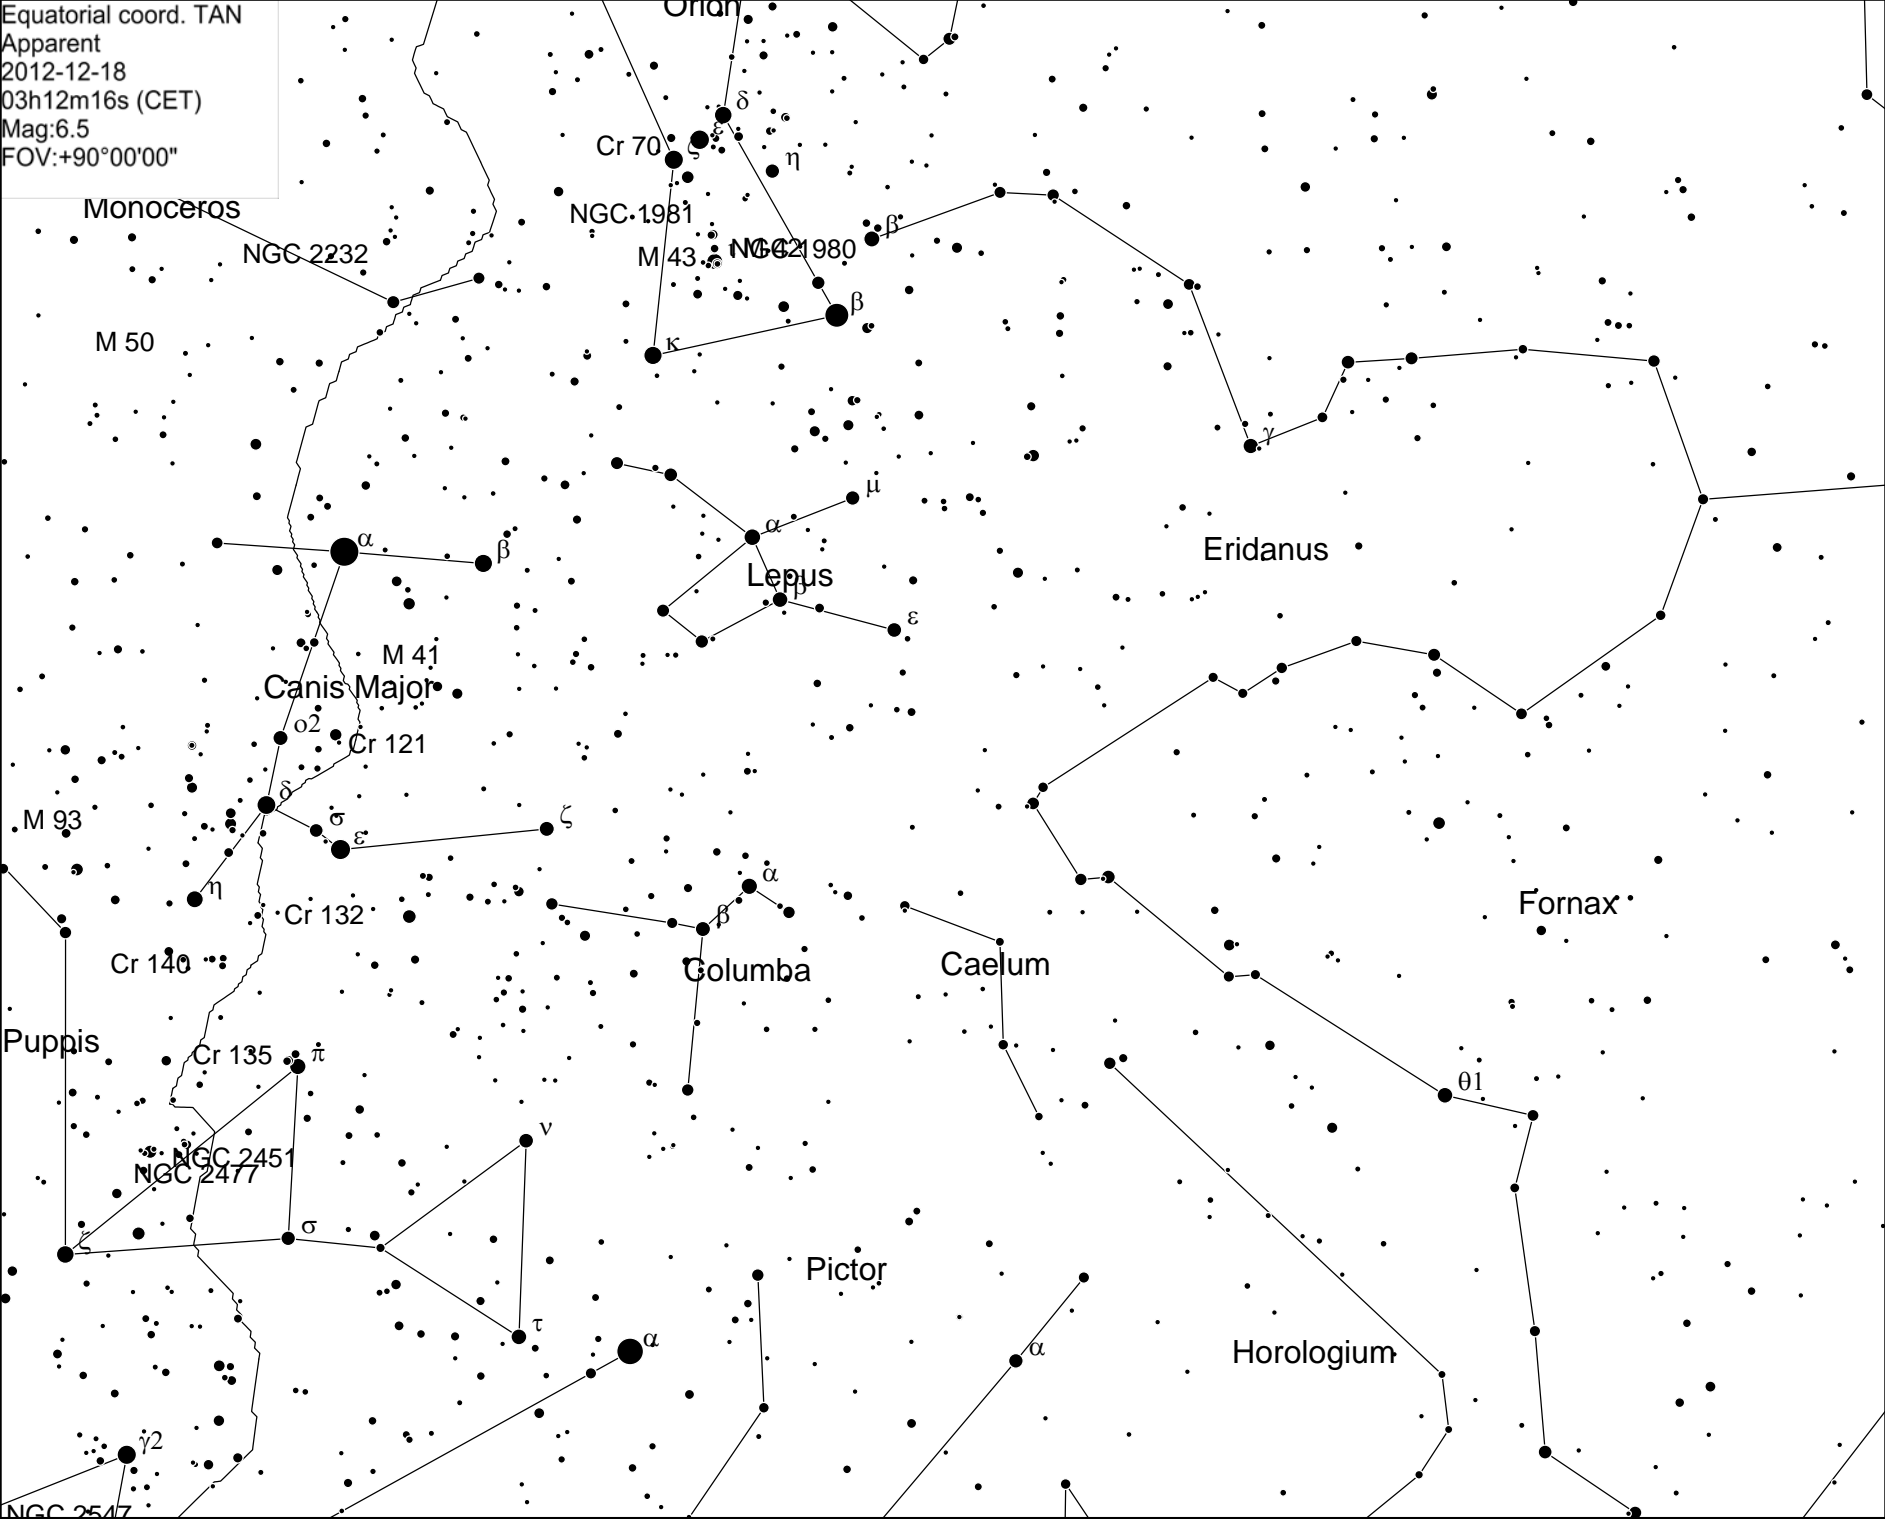 Equatorial coord. TAN
Apparent
2012-12-18
03h12m16s (CET)
Mag:6.5
FOV:+90°00'00"
Orion
δ
ε
Cr 70
ζ
η
Monoceros
NGC 1981
β
NGC 2232
M 43
M 42
NGC 1980
β
M 50
κ
γ
μ
α
α
β
Eridanus
Lepus
β
ε
M 41
Canis Major
ο2
Cr 121
δ
M 93
σ
ζ
ε
α
η
Fornax
Cr 132
β
Cr 140
Columba
Caelum
Puppis
Cr 135
π
θ1
ν
NGC 2451
NGC 2477
σ
ζ
Pictor
τ
α
α
Horologium
γ2
NGC 2547